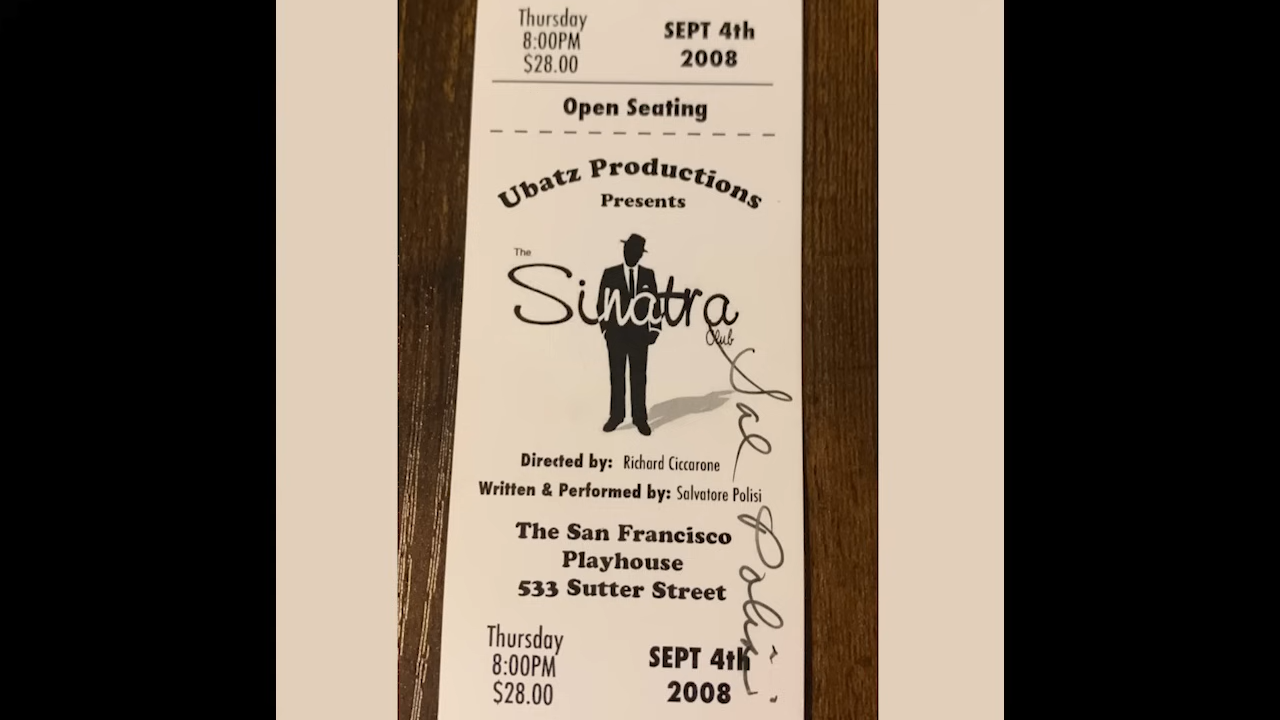 Thursday
8:00PM
$28.00
SEPT 4th
2008
Open Seating
Ubatz Productions
Presents
The
Sinatra
Club
Directed by: Richard Ciccarone
Written & Performed by: Salvatore Polisi
The San Francisco
Playhouse
533 Sutter Street
Thursday
8:00PM
$28.00
SEPT 4th
2008
Sal Polisi